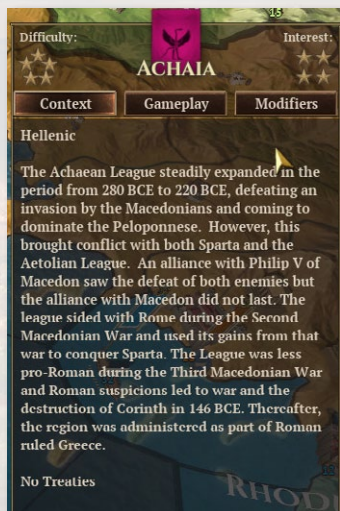 15
Difficulty: Interest:
ACHAIA
Context Gameplay Modifiers
Hellenic
The Achaean League steadily expanded in the
period from 280 BCE to 220 BCE, defeating an
invasion by the Macedonians and coming to
dominate the Peloponnese. However, this
brought conflict with both Sparta and the
Aetolian League. An alliance with Philip V of
Macedon saw the defeat of both enemies but
the alliance with Macedon did not last. The
league sided with Rome during the Second
Macedonian War and used its gains from that
war to conquer Sparta. The League was less
pro-Roman during the Third Macedonian War
and Roman suspicions led to war and the
destruction of Corinth in 146 BCE. Thereafter,
the region was administered as part of Roman
ruled Greece.
No Treaties
RHOD